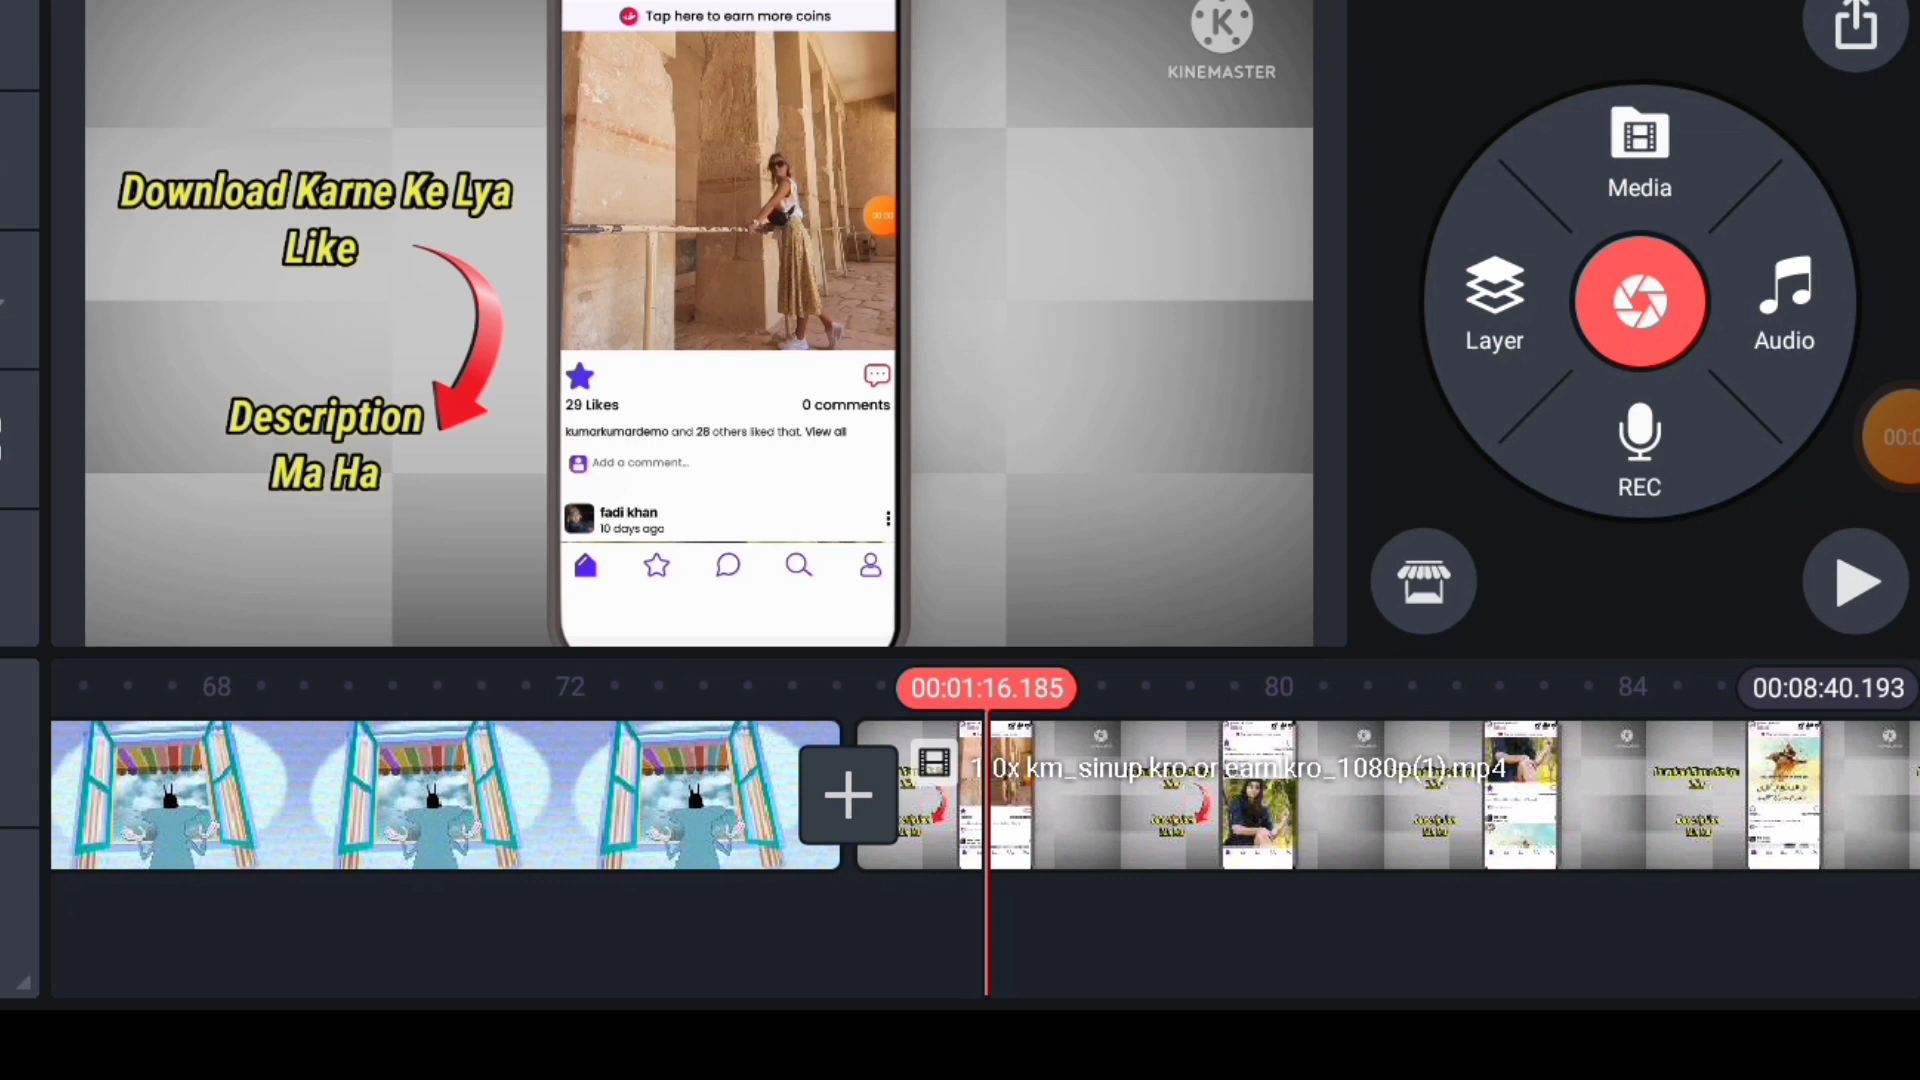 Tap here to earn more coins
KINEMASTER
Download Karne Ke Lya
Like
Description
Ma Ha
29 Likes
0 comments
kumarkumardemo and 28 others liked that. View all
Add a comment...
fadi khan
10 days ago
Media
Layer
Audio
REC
00:00
68
72
00:01:16.185
80
84
00:08:40.193
1.0x km_sinup kro or earn kro_1080p(1).mp4